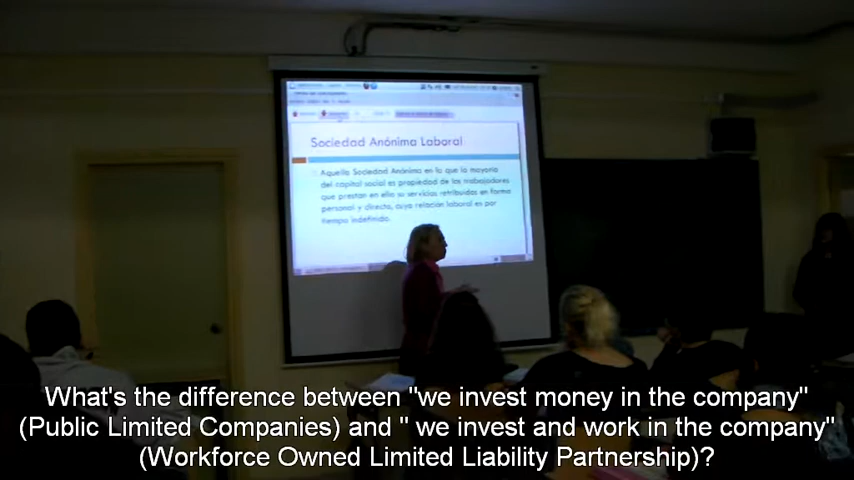 Sociedad Anónima Laboral
Aquella Sociedad Anónima en la que la mayoría
del capital social es propiedad de los trabajadores
que prestan en ella su servicios retribuidos en forma
personal y directa, cuya relación laboral es por
tiempo indefinido.
What's the difference between "we invest money in the company"
(Public Limited Companies) and " we invest and work in the company"
(Workforce Owned Limited Liability Partnership)?